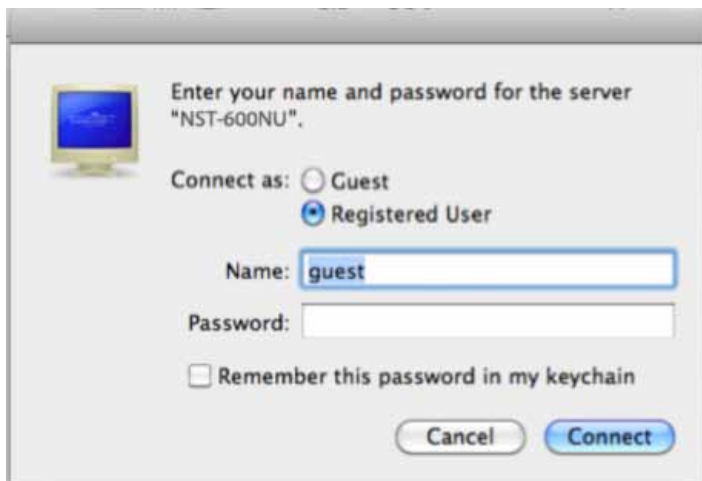 Enter your name and password for the server
"NST-600NU".
Connect as: Guest
Registered User
Name: guest
Password:
Remember this password in my keychain
Cancel Connect